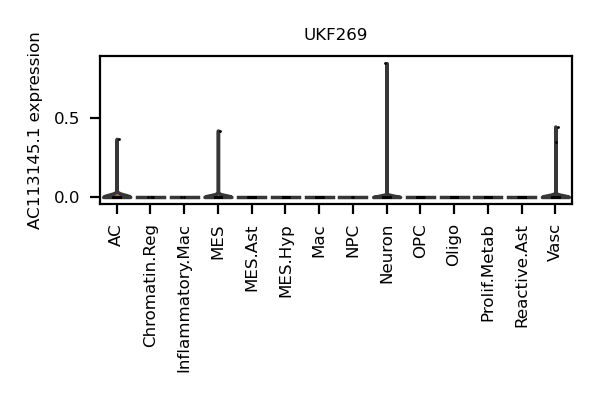 UKF269
AC113145.1 expression
0.5
0.0
AC
Chromatin.Reg
Inflammatory.Mac
MES
MES.Ast
MES.Hyp
Mac
NPC
Neuron
OPC
Oligo
Prolif.Metab
Reactive.Ast
Vasc